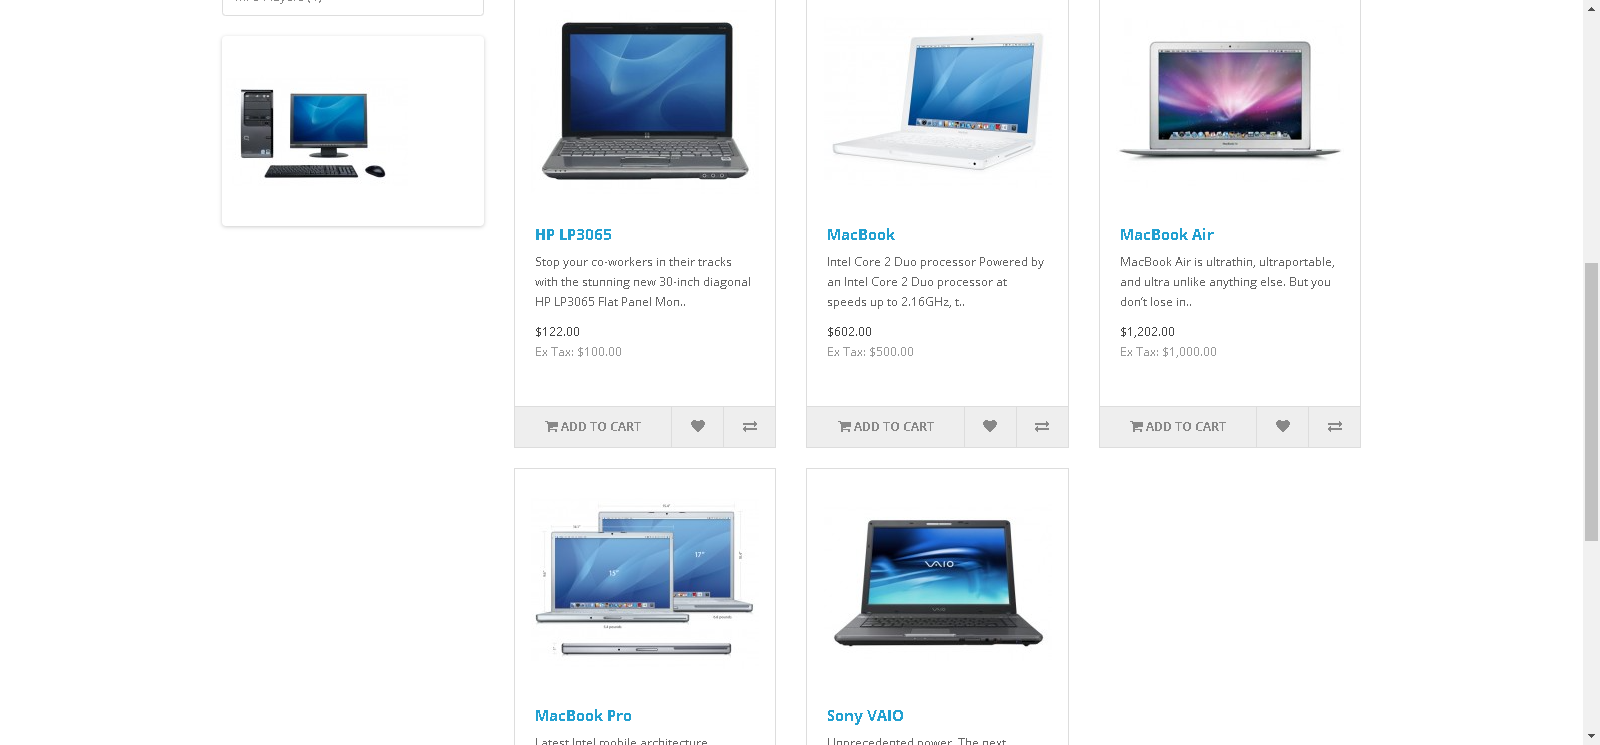 HP LP3065
Stop your co-workers in their tracks
with the stunning new 30-inch diagonal
HP LP3065 Flat Panel Mon..
$122.00
Ex Tax: $100.00
ADD TO CART
MacBook
Intel Core 2 Duo processor Powered by
an Intel Core 2 Duo processor at
speeds up to 2.16GHz, t..
$602.00
Ex Tax: $500.00
ADD TO CART
MacBook Air
MacBook Air is ultrathin, ultraportable,
and ultra unlike anything else. But you
don’t lose in..
$1,202.00
Ex Tax: $1,000.00
ADD TO CART
15"
17"
MacBook Pro
Latest Intel mobile architecture
VAIO
Sony VAIO
Unprecedented power. The next